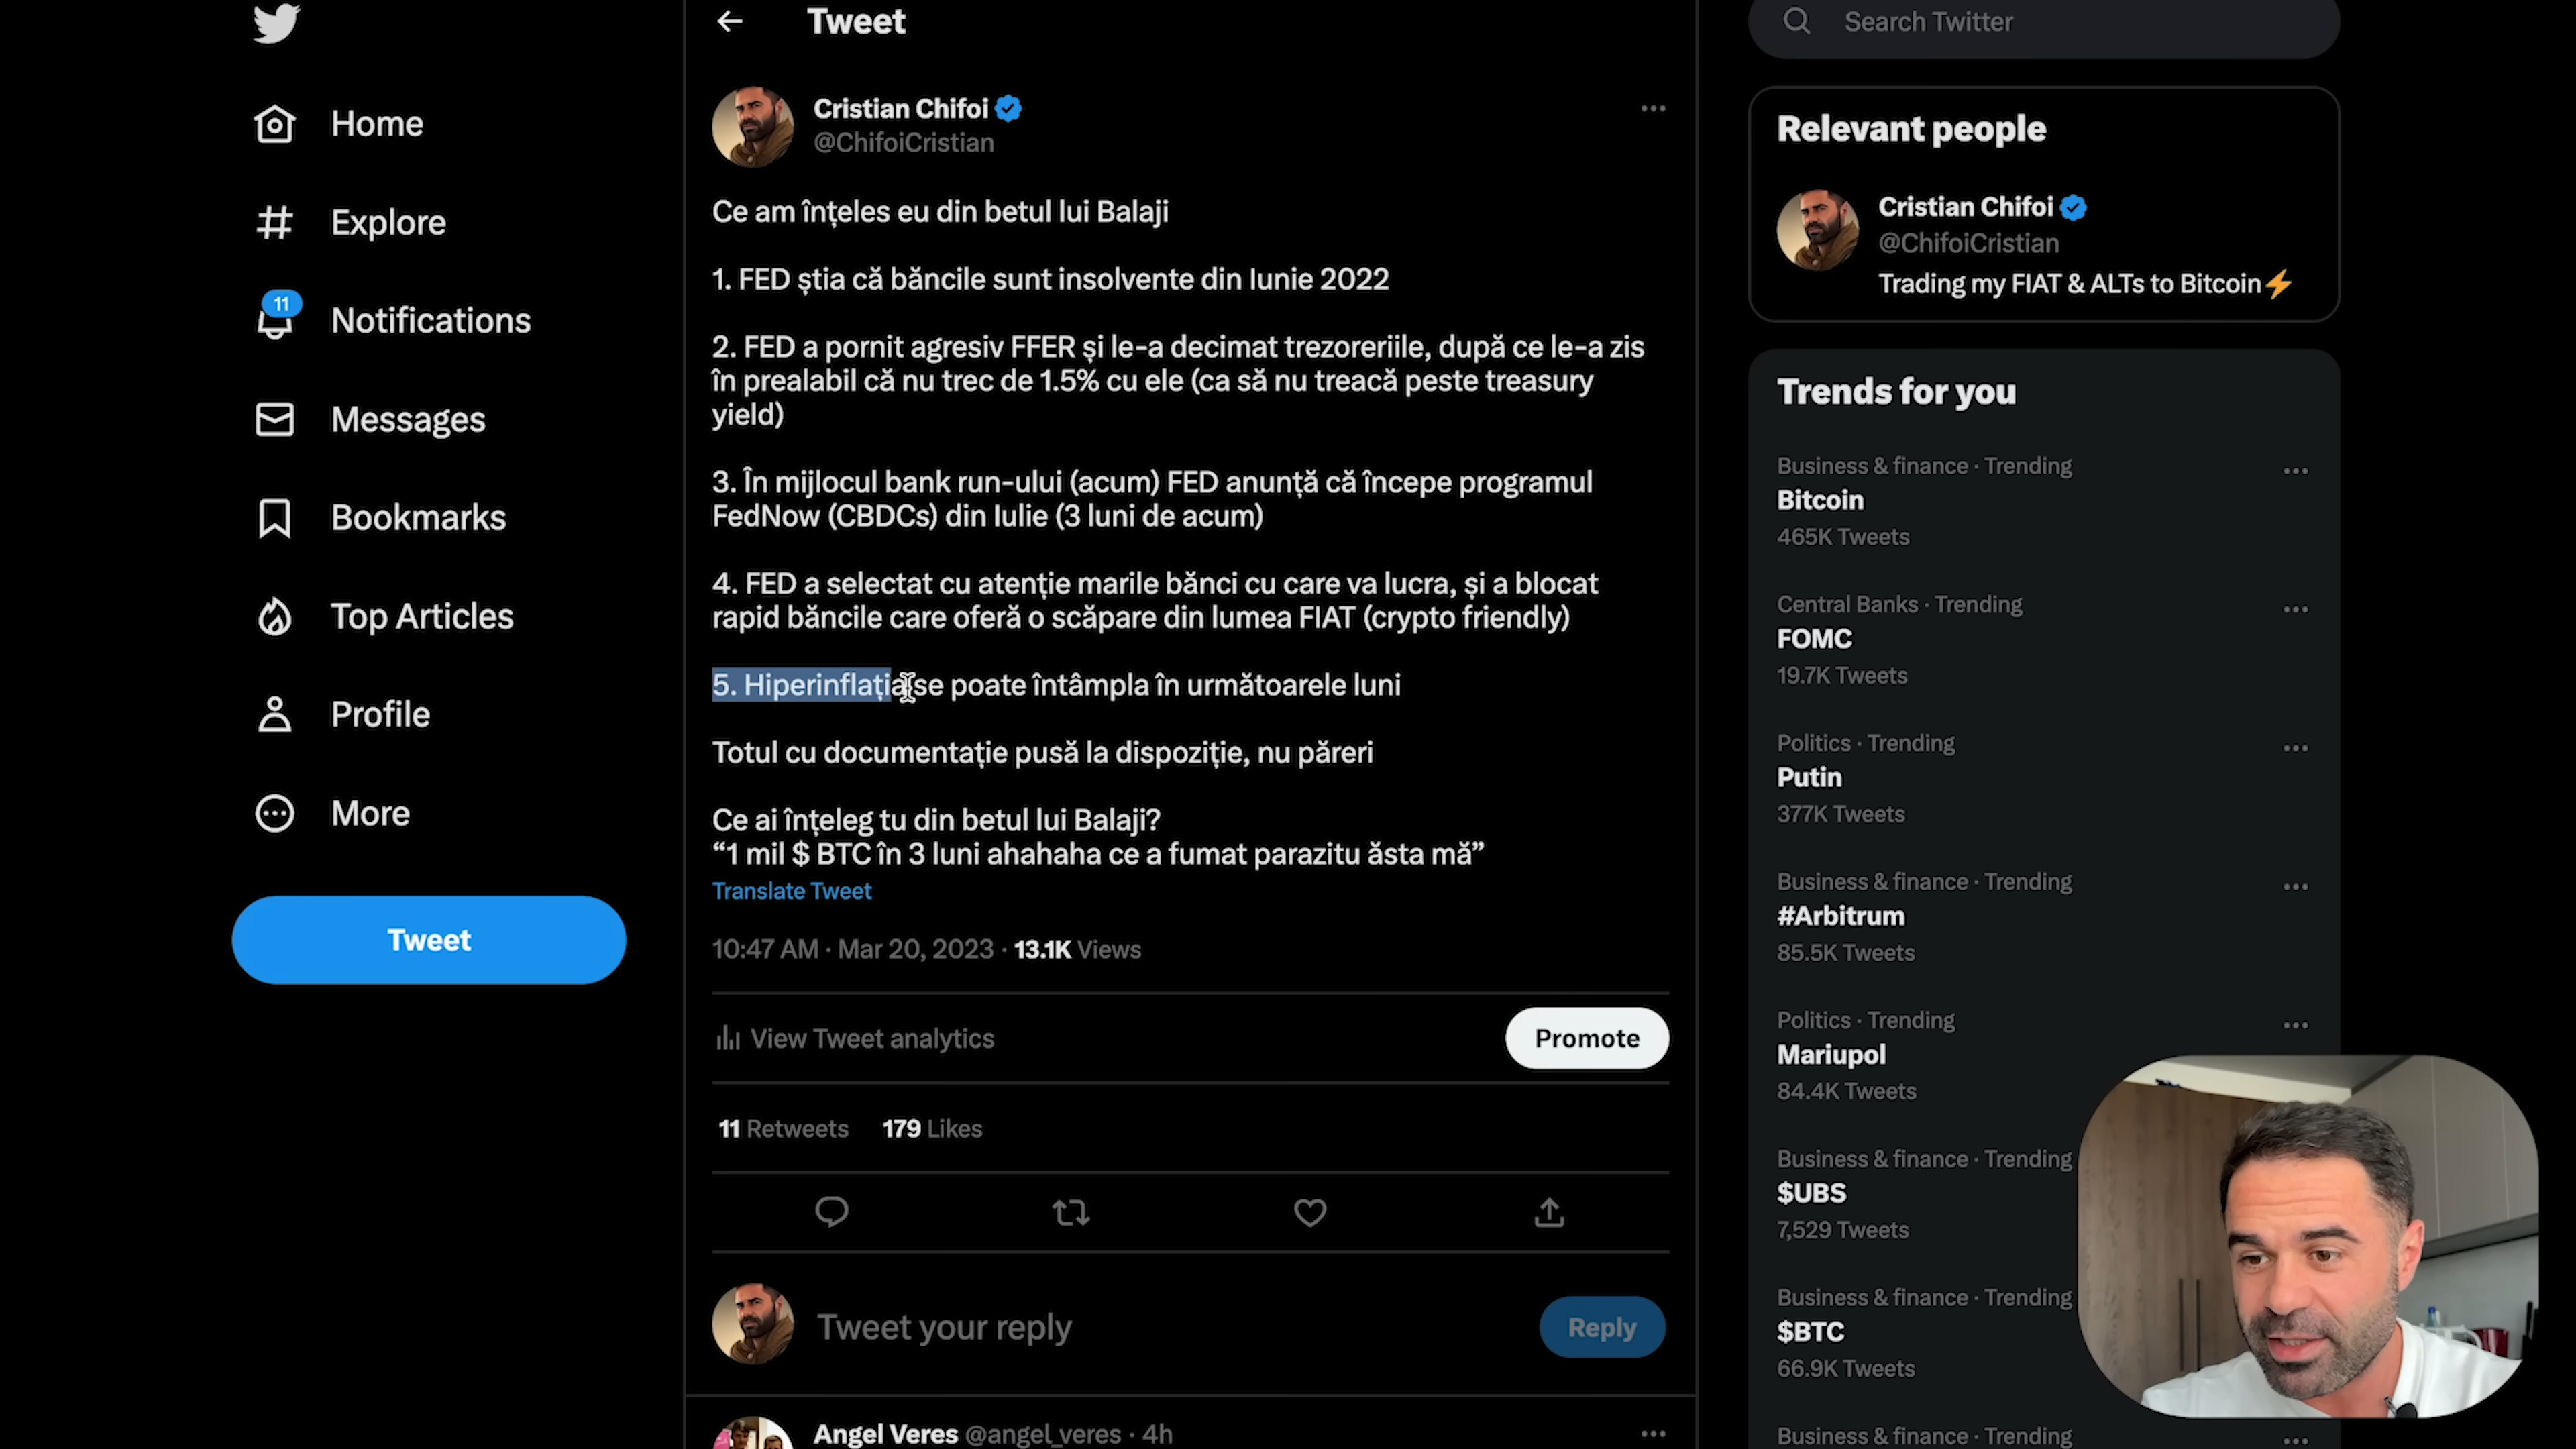 Home
Explore
11
Notifications
Messages
Bookmarks
Top Articles
Profile
More
Tweet
Tweet
Cristian Chifoi
@ChifoiCristian
Ce am înțeles eu din betul lui Balaji
1. FED știa că băncile sunt insolvente din Iunie 2022
2. FED a pornit agresiv FFER și le-a decimat trezoreriile, după ce le-a zis
în prealabil că nu trec de 1.5% cu ele (ca să nu treacă peste treasury
yield)
3. În mijlocul bank run-ului (acum) FED anunță că începe programul
FedNow (CBDCs) din Iulie (3 luni de acum)
4. FED a selectat cu atenție marile bănci cu care va lucra, și a blocat
rapid băncile care oferă o scăpare din lumea FIAT (crypto friendly)
5. Hiperinflația se poate întâmpla în următoarele luni
Totul cu documentație pusă la dispoziție, nu păreri
Ce ai înțeleg tu din betul lui Balaji?
“1 mil $ BTC în 3 luni ahahaha ce a fumat parazitu ăsta mă”
Translate Tweet
10:47 AM · Mar 20, 2023 · 13.1K Views
View Tweet analytics
Promote
11 Retweets 179 Likes
Tweet your reply
Reply
Angel Veres @angel_veres · 4h
Search Twitter
Relevant people
Cristian Chifoi
@ChifoiCristian
Trading my FIAT & ALTs to Bitcoin⚡
Trends for you
Business & finance · Trending
Bitcoin
465K Tweets
Central Banks · Trending
FOMC
19.7K Tweets
Politics · Trending
Putin
377K Tweets
Business & finance · Trending
#Arbitrum
85.5K Tweets
Politics · Trending
Mariupol
84.4K Tweets
Business & finance · Trending
$UBS
7,529 Tweets
Business & finance · Trending
$BTC
66.9K Tweets
Business & finance · Trending